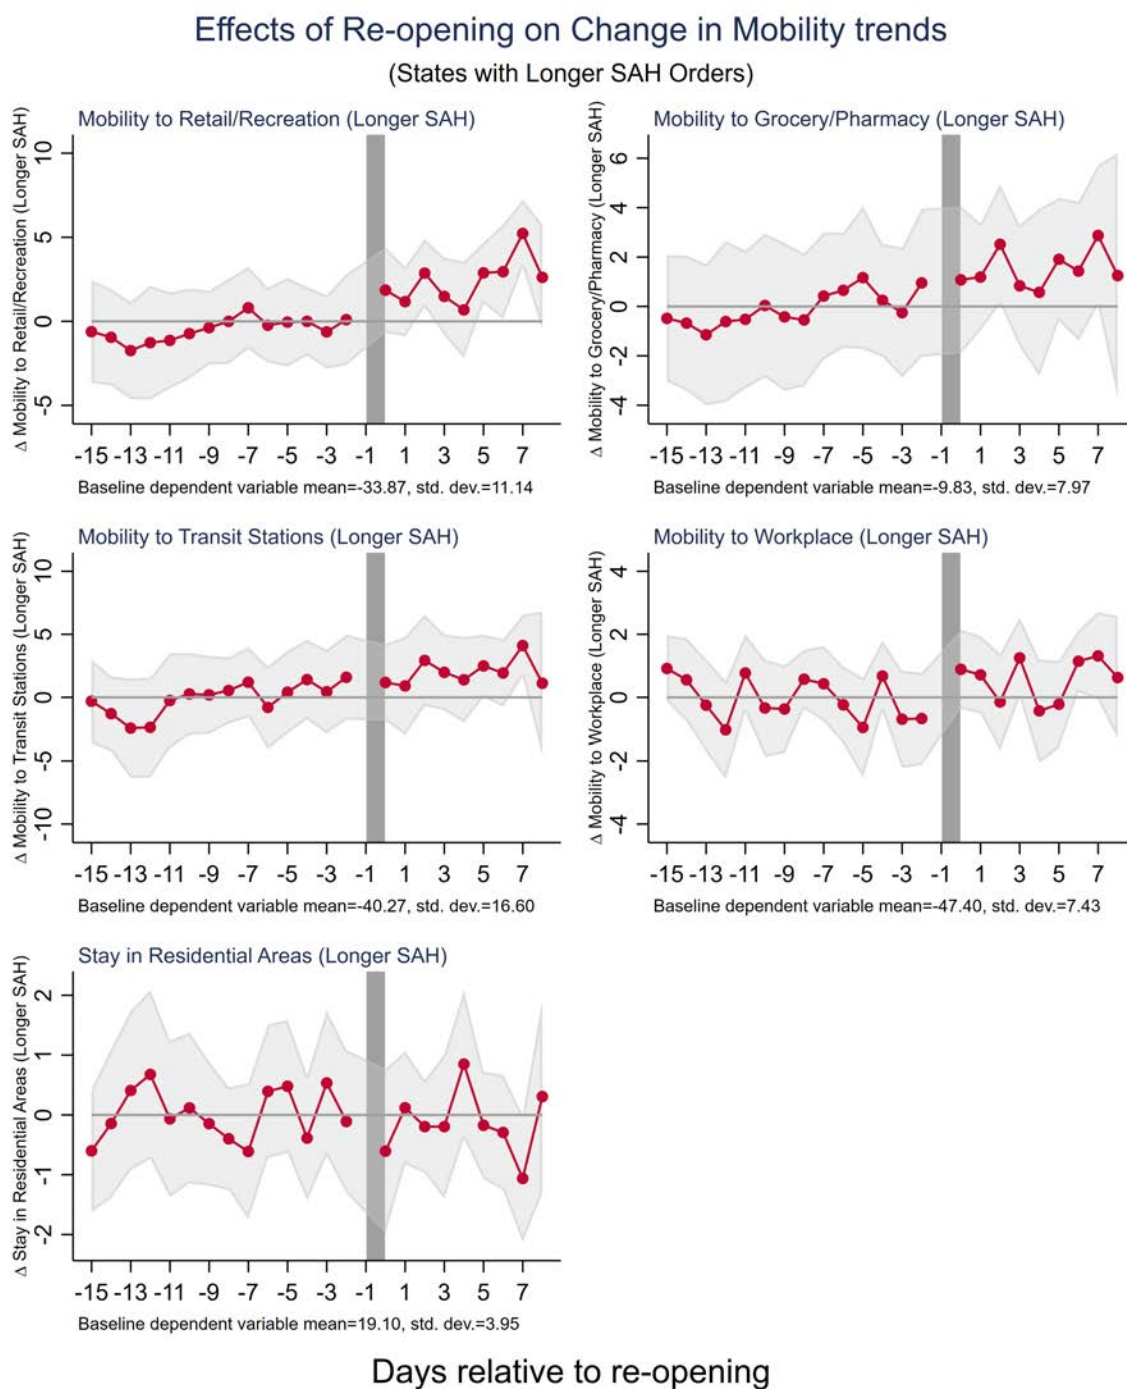 Effects of Re-opening on Change in Mobility trends
(States with Longer SAH Orders)
Mobility to Retail/Recreation (Longer SAH)
Δ Mobility to Retail/Recreation (Longer SAH)
10
5
0
-5
-15 -13 -11 -9 -7 -5 -3 -1 1 3 5 7
Baseline dependent variable mean=-33.87, std. dev.=11.14
Mobility to Grocery/Pharmacy (Longer SAH)
Δ Mobility to Grocery/Pharmacy (Longer SAH)
6
4
2
0
-2
-4
-15 -13 -11 -9 -7 -5 -3 -1 1 3 5 7
Baseline dependent variable mean=-9.83, std. dev.=7.97
Mobility to Transit Stations (Longer SAH)
Δ Mobility to Transit Stations (Longer SAH)
10
5
0
-5
-10
-15 -13 -11 -9 -7 -5 -3 -1 1 3 5 7
Baseline dependent variable mean=-40.27, std. dev.=16.60
Mobility to Workplace (Longer SAH)
Δ Mobility to Workplace (Longer SAH)
4
2
0
-2
-4
-15 -13 -11 -9 -7 -5 -3 -1 1 3 5 7
Baseline dependent variable mean=-47.40, std. dev.=7.43
Stay in Residential Areas (Longer SAH)
Δ Stay in Residential Areas (Longer SAH)
2
1
0
-1
-2
-15 -13 -11 -9 -7 -5 -3 -1 1 3 5 7
Baseline dependent variable mean=19.10, std. dev.=3.95
Days relative to re-opening